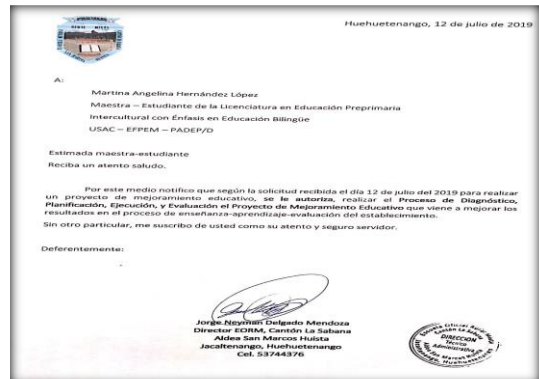 Huehuetenango, 12 de julio de 2019
A:
Martina Angelina Hernández López
Maestra – Estudiante de la Licenciatura en Educación Preprimaria
Intercultural con Énfasis en Educación Bilingüe
USAC – EFPEM – PADEP/D
Estimada maestra-estudiante
Reciba un atento saludo.
Por este medio notifico que según la solicitud recibida el día 12 de julio del 2019 para realizar
un proyecto de mejoramiento educativo, se le autoriza, realizar el Proceso de Diagnóstico,
Planificación, Ejecución, y Evaluación el Proyecto de Mejoramiento Educativo que viene a mejorar los
resultados en el proceso de enseñanza-aprendizaje-evaluación del establecimiento.
Sin otro particular, me suscribo de usted como su atento y seguro servidor.
Deferentemente:
Jorge Neyman Delgado Mendoza
Director EORM, Cantón La Sabana
Aldea San Marcos Huista
Jacaltenango, Huehuetenango
Cel. 53744376
DIRECCION
Técnica
Administrativa